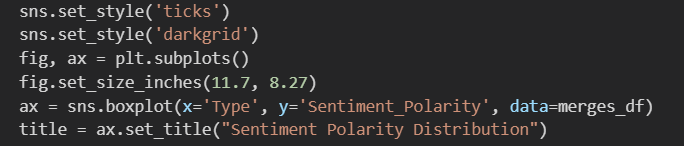 sns.set_style('ticks')
sns.set_style('darkgrid')
fig, ax = plt.subplots()
fig.set_size_inches(11.7, 8.27)
ax = sns.boxplot(x='Type', y='Sentiment_Polarity', data=merges_df)
title = ax.set_title("Sentiment Polarity Distribution")